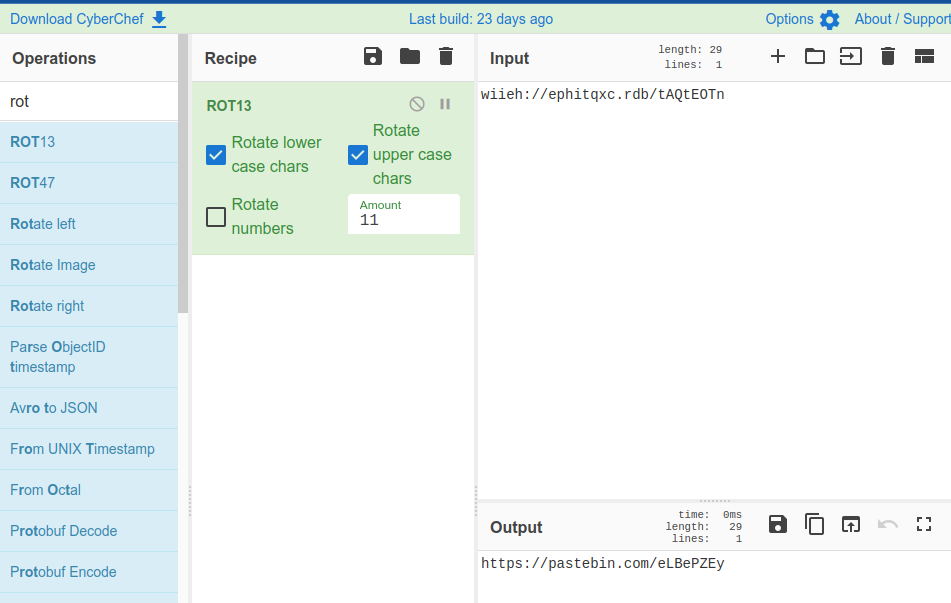 Download CyberChef
Last build: 23 days ago
Options
About / Support
Operations
rot
ROT13
ROT47
Rotate left
Rotate Image
Rotate right
Parse ObjectID
timestamp
Avro to JSON
From UNIX Timestamp
From Octal
Protobuf Decode
Protobuf Encode
Recipe
ROT13
Rotate lower
case chars
Rotate
upper case
chars
Rotate
numbers
Amount
11
Input
length: 29
lines: 1
wiieh://ephitqxc.rdb/tAQtEOTn
Output
time: 0ms
length: 29
lines: 1
https://pastebin.com/eLBePZEy